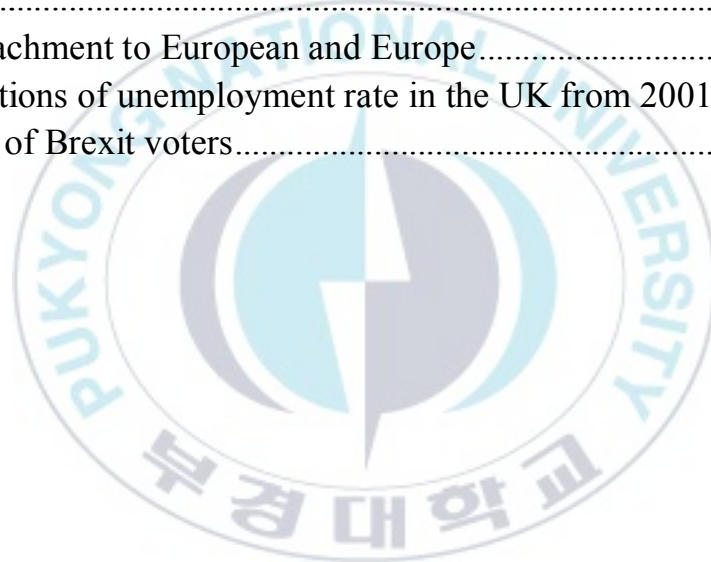 ...............................................................................
achment to European and Europe..........................
tions of unemployment rate in the UK from 2001
of Brexit voters......................................................
PUKYONG NATIONAL UNIVERSITY
부경대학교